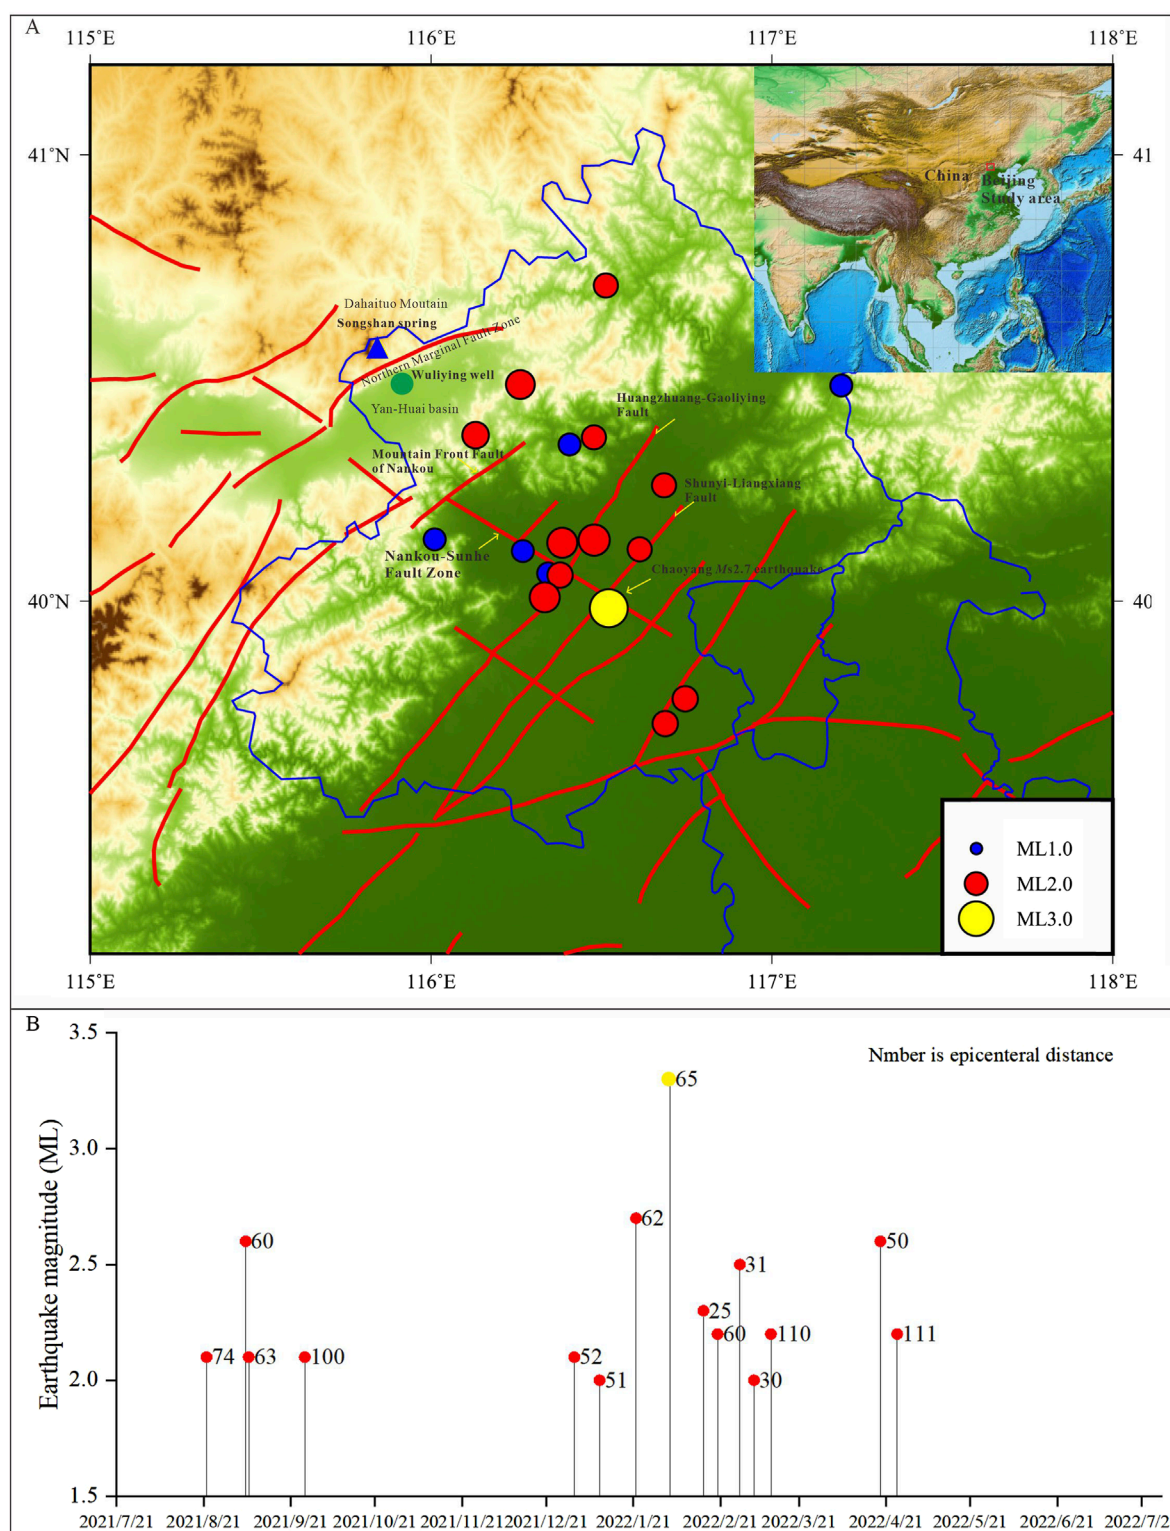 A
115°E 116°E 117°E 118°E
41°N
41
China
Beijing
Study area
Dahaituo Moutain
Songshan spring
Northern Marginal Fault Zone
Wuliying well
Yan-Huai basin
Huangzhuang-Gaoliying
Fault
Mountain Front Fault
of Nankou
Shunyi-Liangxiang
Fault
Nankou-Sunhe
Fault Zone
Chaoyang Ms2.7 earthquake
40°N
40
ML1.0
ML2.0
ML3.0
115°E 116°E 117°E 118°E
B
3.5
Nmber is epicenteral distance
65
3.0
Earthquake magnitude (ML)
62
60
50
2.5
31
25
60
110
111
74
63
100
52
2.0
51
30
1.5
2021/7/21 2021/8/21 2021/9/21 2021/10/21 2021/11/21 2021/12/21 2022/1/21 2022/2/21 2022/3/21 2022/4/21 2022/5/21 2022/6/21 2022/7/2